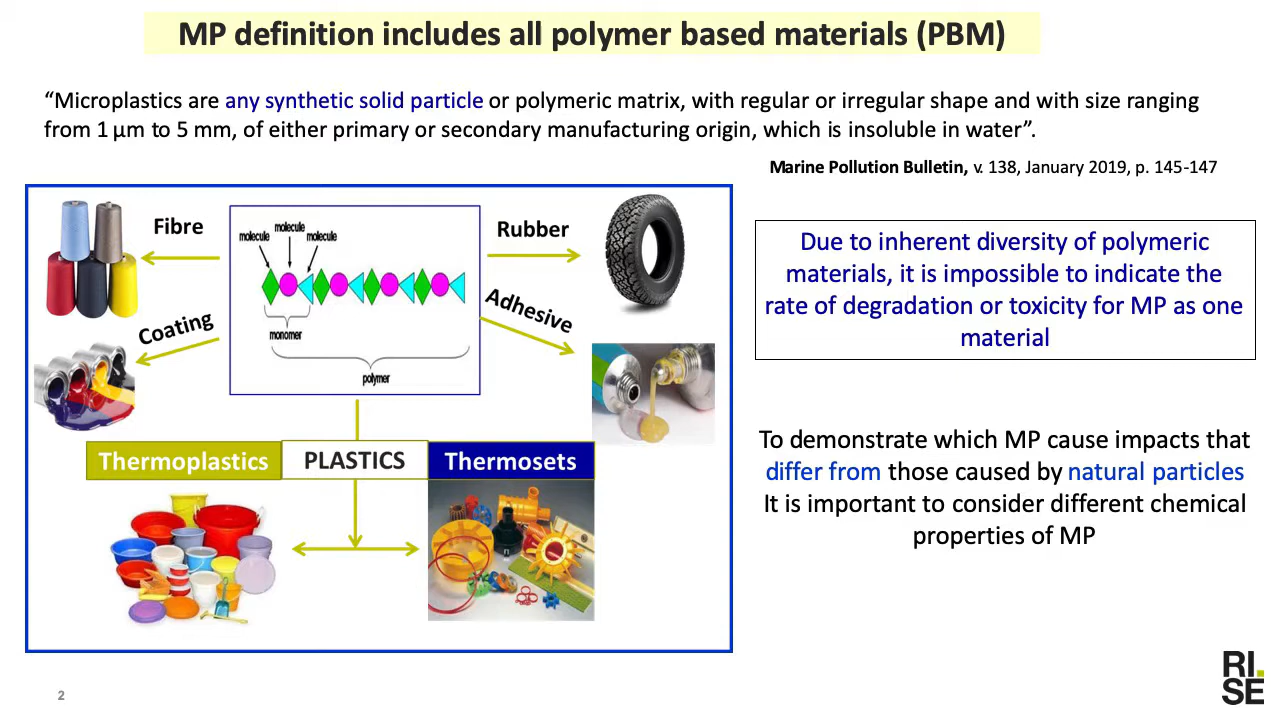 MP definition includes all polymer based materials (PBM)
“Microplastics are any synthetic solid particle or polymeric matrix, with regular or irregular shape and with size ranging
from 1 µm to 5 mm, of either primary or secondary manufacturing origin, which is insoluble in water”.
Marine Pollution Bulletin, v. 138, January 2019, p. 145-147
Fibre
molecule
molecule
molecule
Rubber
Adhesive
Coating
monomer
polymer
Thermoplastics
PLASTICS
Thermosets
Due to inherent diversity of polymeric
materials, it is impossible to indicate the
rate of degradation or toxicity for MP as one
material
To demonstrate which MP cause impacts that
differ from those caused by natural particles
It is important to consider different chemical
properties of MP
2
RI.
SE